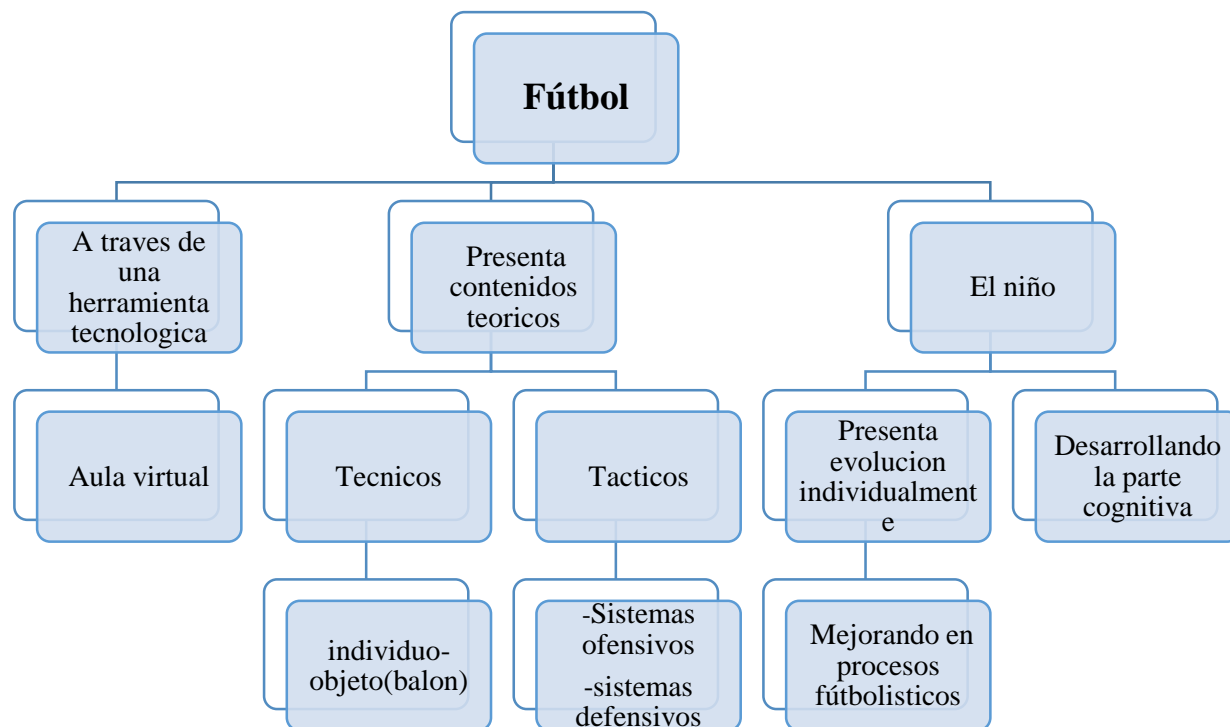 Fútbol
A traves de
una
herramienta
tecnologica
Presenta
contenidos
teoricos
El niño
Aula virtual
Tecnicos
Tacticos
Presenta
evolucion
individualment
e
Desarrollando
la parte
cognitiva
individuo-
objeto(balon)
-Sistemas
ofensivos
-sistemas
defensivos
Mejorando en
procesos
fútbolisticos